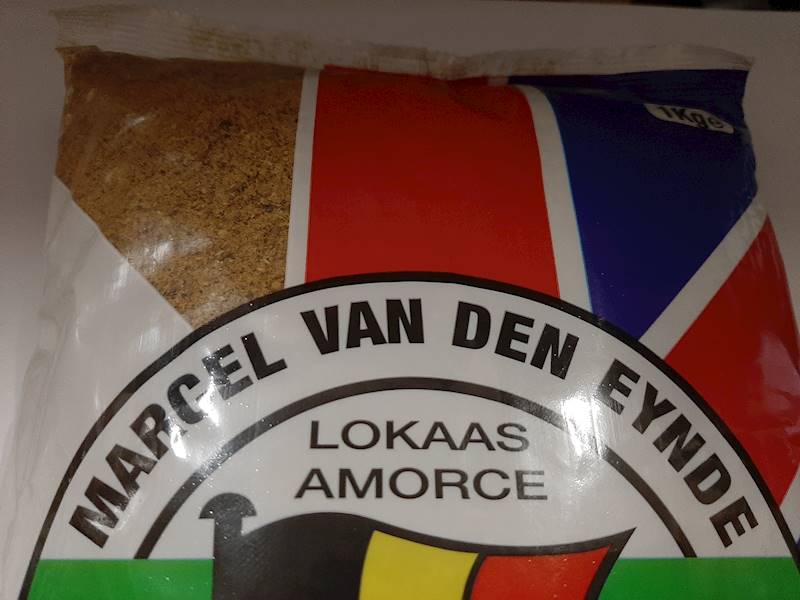 1Kg℮
MARCEL VAN DEN EYNDE
LOKAAS
AMORCE